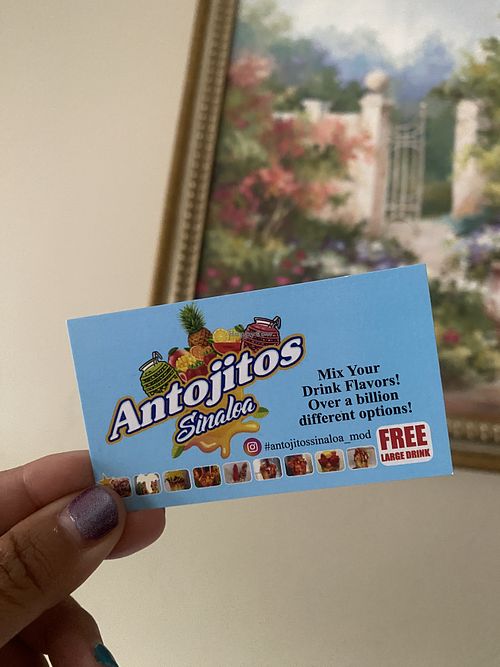 Antojitos
Sinaloa
Mix Your
Drink Flavors!
Over a billion
different options!
#antojitossinaloa_mod
FREE
LARGE DRINK